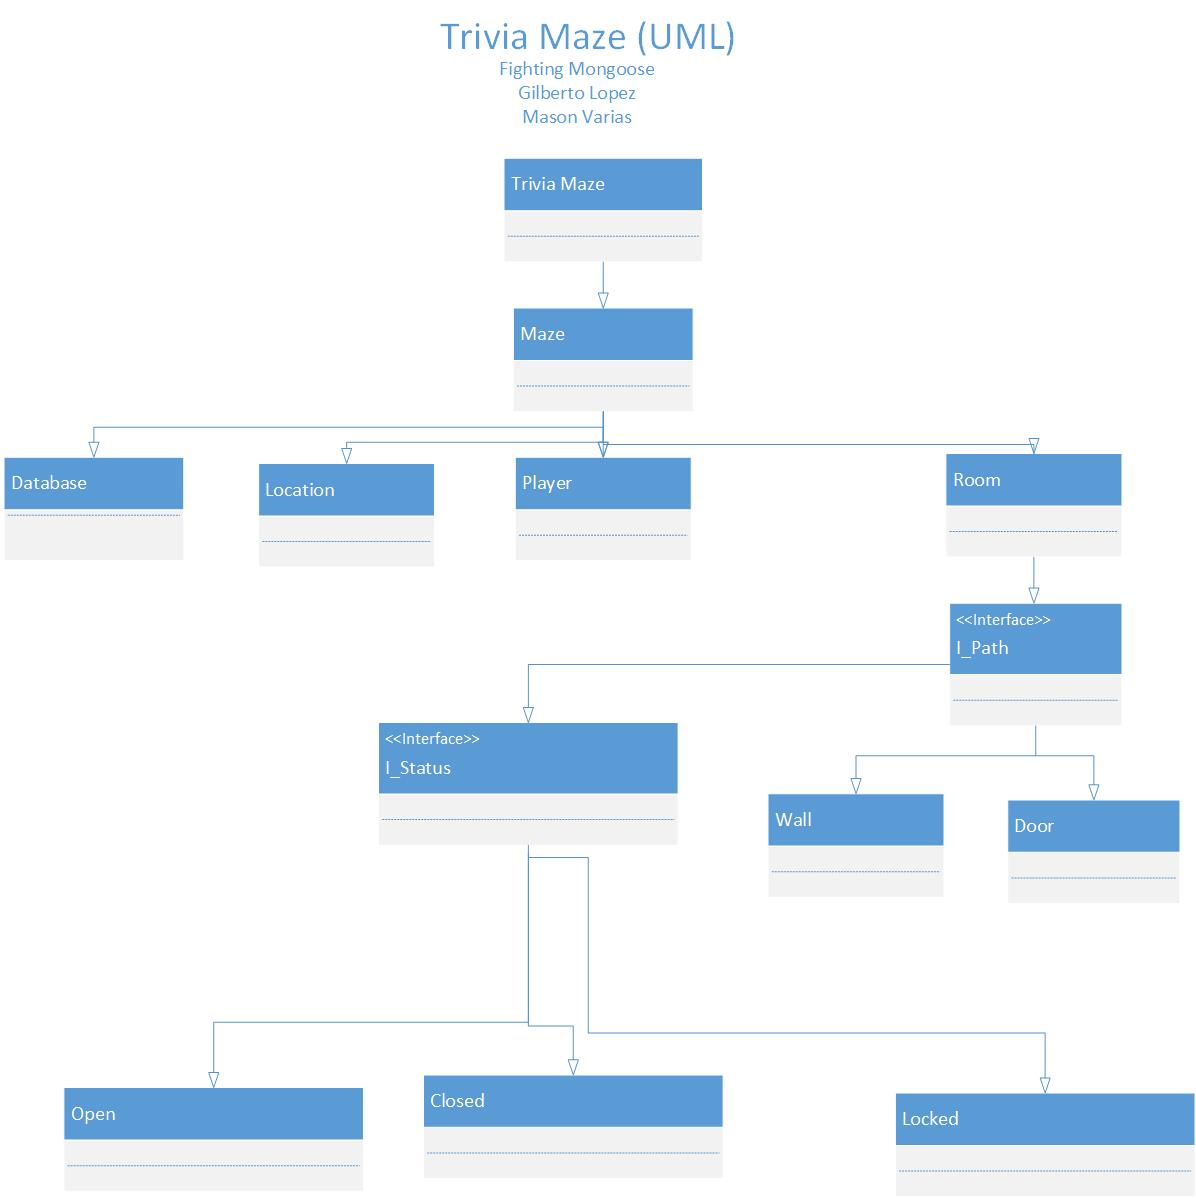 Trivia Maze (UML)
Fighting Mongoose
Gilberto Lopez
Mason Varias
Trivia Maze
Maze
Database
Location
Player
Room
<<Interface>>
I_Path
<<Interface>>
I_Status
Wall
Door
Open
Closed
Locked